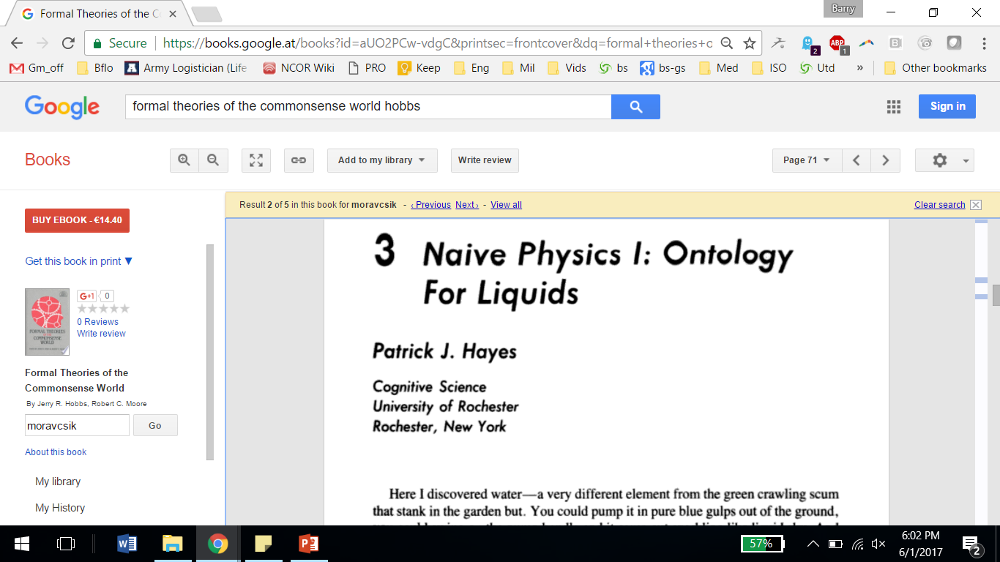 Formal Theories of the C
Barry
Secure https://books.google.at/books?id=aUO2PCw-vdgC&printsec=frontcover&dq=formal+theories+o
2
ABP
1
Gm_off Bflo Army Logistician (Life NCOR Wiki PRO Keep Eng Mil Vids bs bs-gs Med ISO Utd » Other bookmarks
Google formal theories of the commonsense world hobbs Sign in
Books Add to my library Write review Page 71
Result 2 of 5 in this book for moravcsik - ‹ Previous Next › - View all Clear search
BUY EBOOK - €14.40
Get this book in print ▼
G+1 0
0 Reviews
Write review
FORMAL THEORIES
COMMONSENSE
WORLD
Formal Theories of the
Commonsense World
By Jerry R. Hobbs, Robert C. Moore
moravcsik Go
About this book
My library
My History
3 Naive Physics I: Ontology
For Liquids
Patrick J. Hayes
Cognitive Science
University of Rochester
Rochester, New York
Here I discovered water—a very different element from the green crawling scum
that stank in the garden but. You could pump it in pure blue gulps out of the ground,
57%
6:02 PM
6/1/2017
2